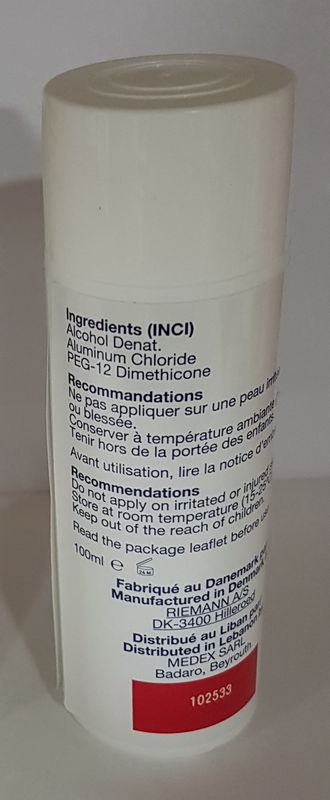 Ingredients (INCI)
Alcohol Denat.
Aluminum Chloride
PEG-12 Dimethicone
Recommandations
Ne pas appliquer sur une peau
ou blessée.
Conserver à température ambiante
Tenir hors de la portée des enfants
Avant utilisation, lire la notice
Recommendations
Do not apply on irritated or injured
Store at room temperature
Keep out of the reach of children
Read the package leaflet before
100ml ℮ 24 M
Fabriqué au Danemark
Manufactured in Denmark
RIEMANN A/S
DK-3400 Hilleroed
Distribué au Liban
Distributed in Lebanon
MEDEX SARL
Badaro, Beyrouth
102533